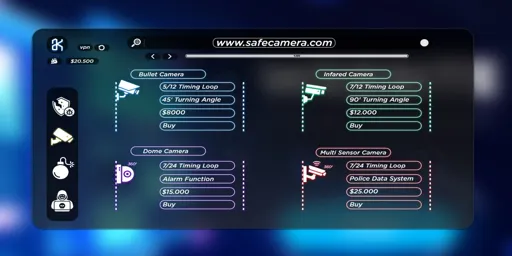 vpn
www.safecamera.com
$20.500
Bullet Camera
5/12 Timing Loop
45' Turning Angle
$8000
Buy
Infared Camera
7/12 Timing Loop
90' Turning Angle
$12.000
Buy
Dome Camera
360°
7/24 Timing Loop
Alarm Function
$15.000
Buy
Multi Sensor Camera
360°
7/24 Timing Loop
Police Data System
$25.000
Buy